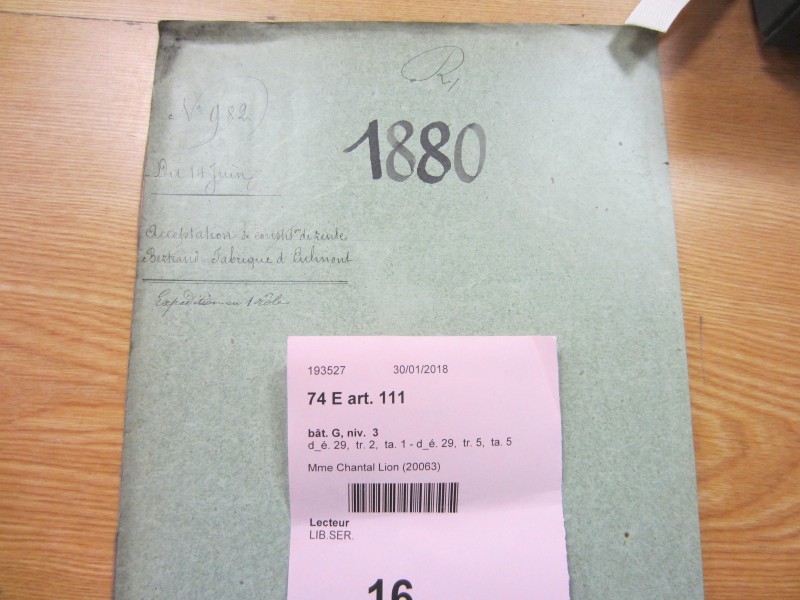 R,
1880
N° 982
Du 14 Juin
Acceptation de constit.on de rente
Bertrand - Fabrique d'Eulmont
Expédition en 1 rôle
193527 30/01/2018
74 E art. 111
bât. G, niv. 3
d_é. 29, tr. 2, ta. 1 - d_é. 29, tr. 5, ta. 5
Mme Chantal Lion (20063)
Lecteur
LIB.SER.
16